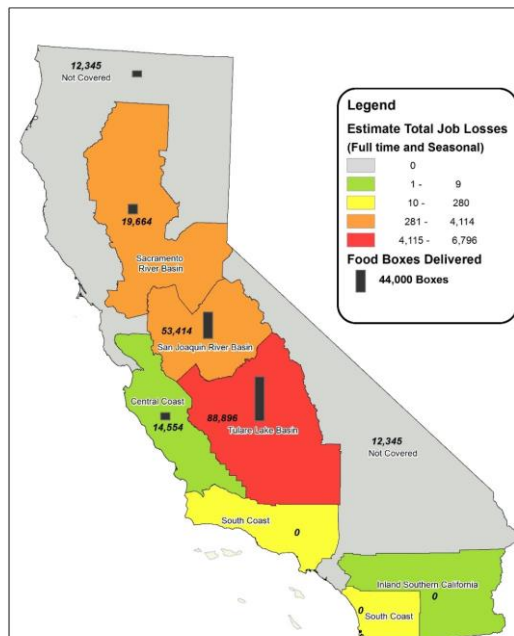 12,345
Not Covered
Legend
Estimate Total Job Losses
(Full time and Seasonal)
0
1 - 9
10 - 280
281 - 4,114
4,115 - 6,796
Food Boxes Delivered
44,000 Boxes
19,664
Sacramento
River Basin
53,414
San Joaquin River Basin
Central Coast
14,554
88,896
Tulare Lake Basin
12,345
Not Covered
South Coast
0
Inland Southern California
0
0
South Coast